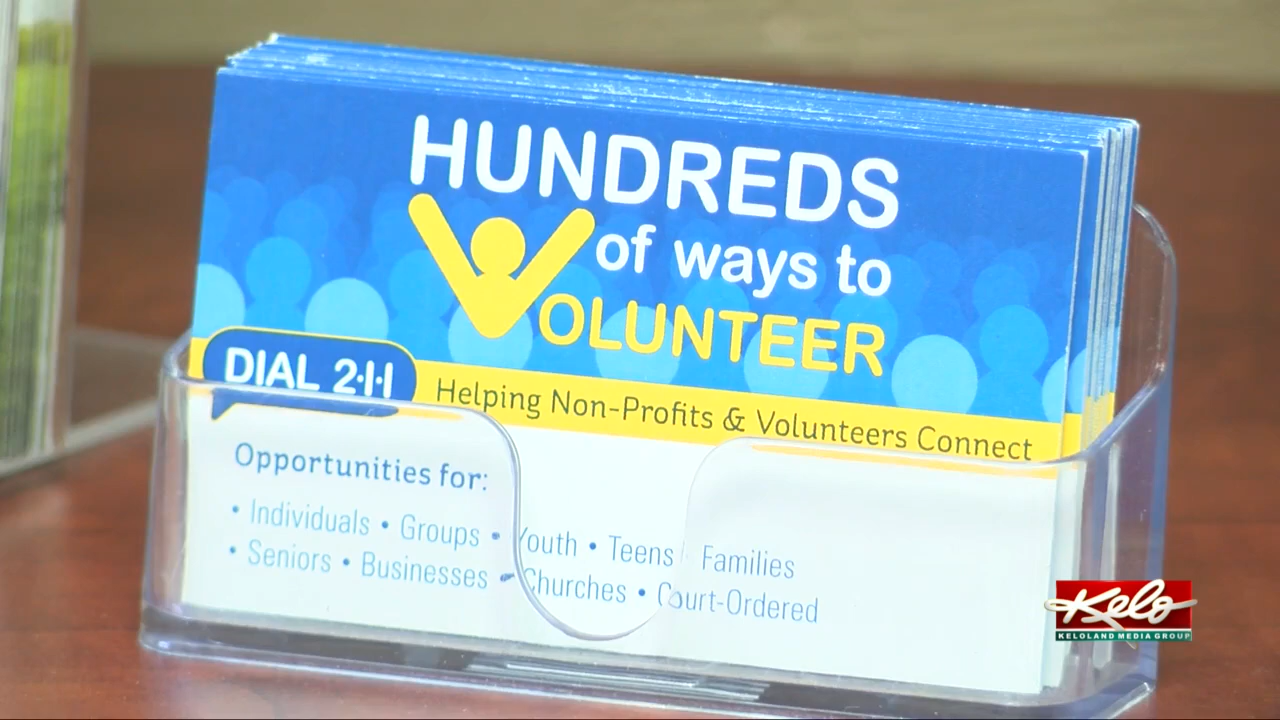 HUNDREDS
of ways to
VOLUNTEER
DIAL 2·1·1
Helping Non-Profits & Volunteers Connect
Opportunities for:
• Individuals • Groups • Youth • Teens • Families
• Seniors • Businesses • Churches • Court-Ordered
Kelo
KELOLAND MEDIA GROUP